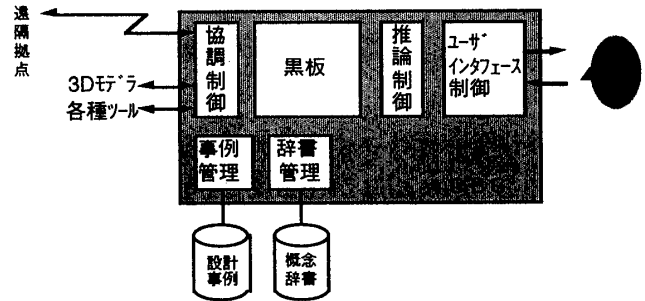 遠隔拠点
協調制御
黒板
推論制御
ユーザ
インタフェース
制御
3Dモデラ
各種ツール
事例
管理
辞書
管理
設計
事例
概念
辞書